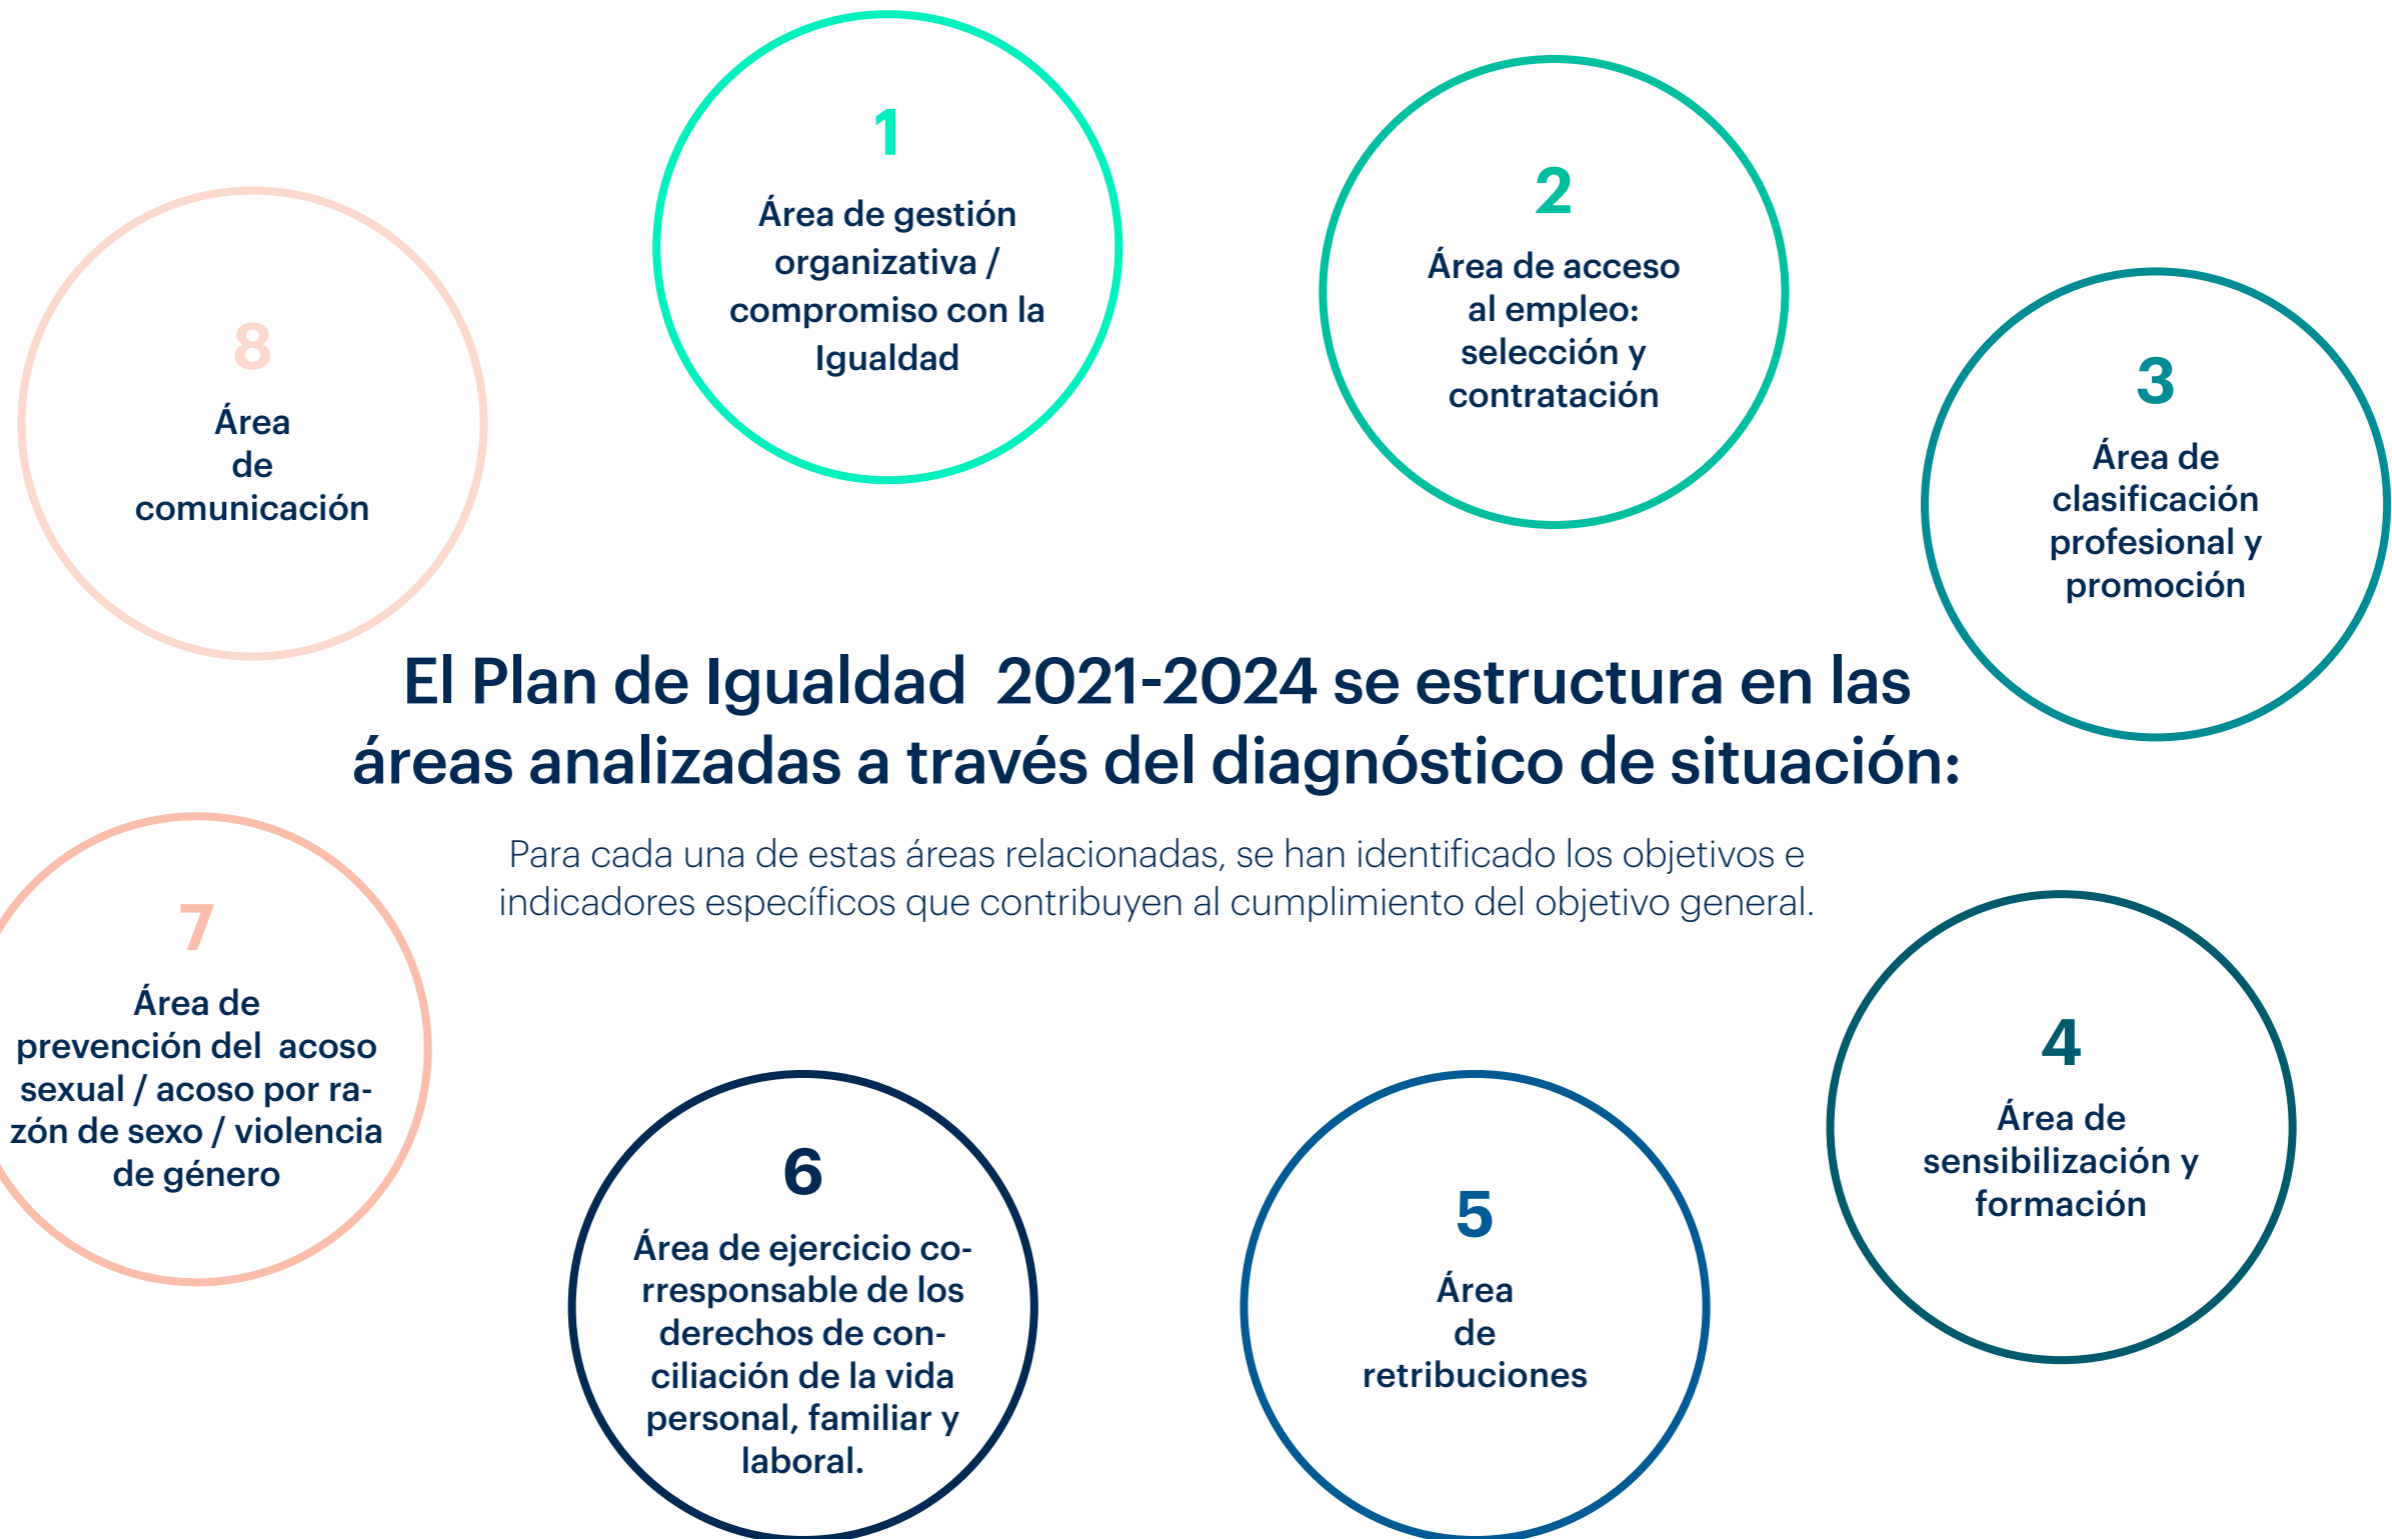 1
Área de gestión
organizativa /
compromiso con la
Igualdad
2
Área de acceso
al empleo:
selección y
contratación
3
Área de
clasificación
profesional y
promoción
8
Área
de
comunicación
El Plan de Igualdad 2021-2024 se estructura en las
áreas analizadas a través del diagnóstico de situación:
Para cada una de estas áreas relacionadas, se han identificado los objetivos e
indicadores específicos que contribuyen al cumplimiento del objetivo general.
7
Área de
prevención del acoso
sexual / acoso por ra-
zón de sexo / violencia
de género
6
Área de ejercicio co-
rresponsable de los
derechos de con-
ciliación de la vida
personal, familiar y
laboral.
5
Área
de
retribuciones
4
Área de
sensibilización y
formación